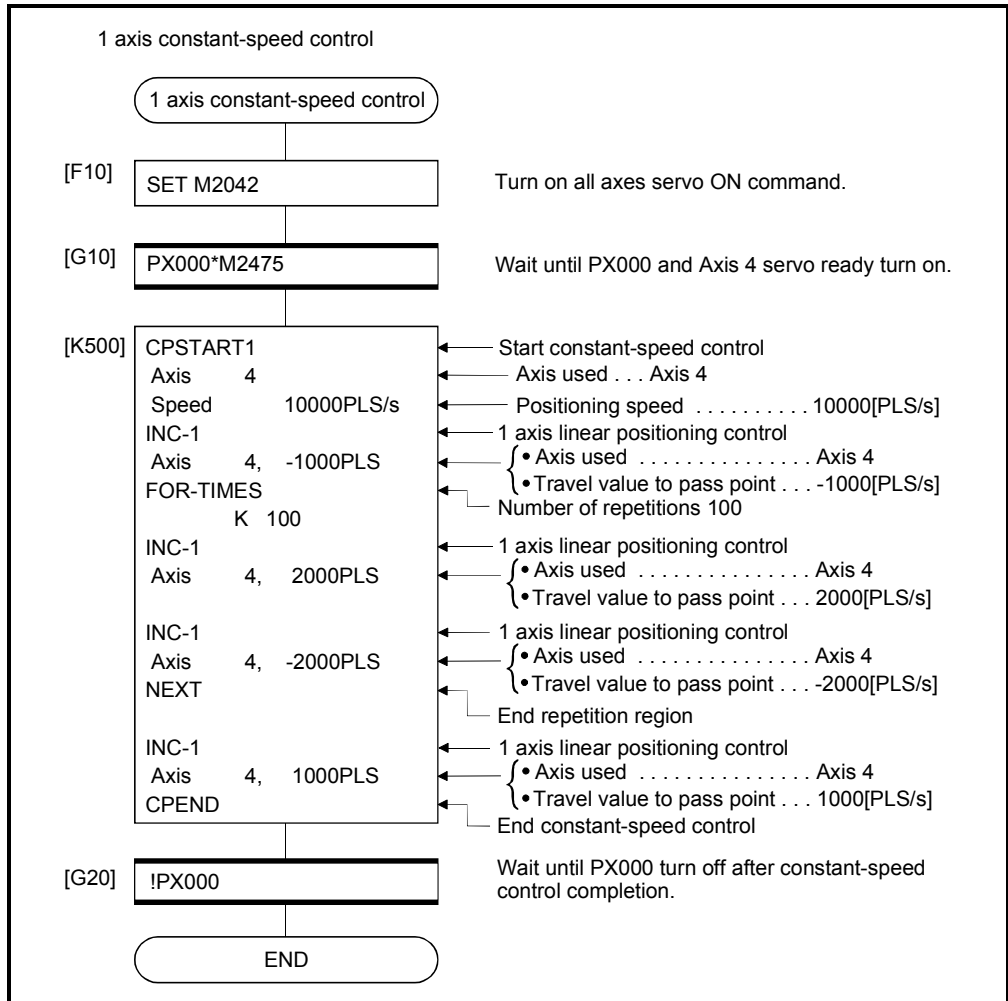 1 axis constant-speed control
1 axis constant-speed control
[F10] SET M2042 Turn on all axes servo ON command.
[G10] PX000*M2475 Wait until PX000 and Axis 4 servo ready turn on.
[K500] CPSTART1 Start constant-speed control
Axis 4 Axis used . . . Axis 4
Speed 10000PLS/s Positioning speed . . . . . . . . . . 10000[PLS/s]
INC-1 1 axis linear positioning control
Axis 4, -1000PLS • Axis used . . . . . . . . . . . . . . . Axis 4
• Travel value to pass point . . . -1000[PLS/s]
FOR-TIMES Number of repetitions 100
K 100
INC-1 1 axis linear positioning control
Axis 4, 2000PLS • Axis used . . . . . . . . . . . . . . . Axis 4
• Travel value to pass point . . . 2000[PLS/s]
INC-1 1 axis linear positioning control
Axis 4, -2000PLS • Axis used . . . . . . . . . . . . . . . Axis 4
• Travel value to pass point . . . -2000[PLS/s]
NEXT End repetition region
INC-1 1 axis linear positioning control
Axis 4, 1000PLS • Axis used . . . . . . . . . . . . . . . Axis 4
• Travel value to pass point . . . 1000[PLS/s]
CPEND End constant-speed control
[G20] !PX000 Wait until PX000 turn off after constant-speed
control completion.
END